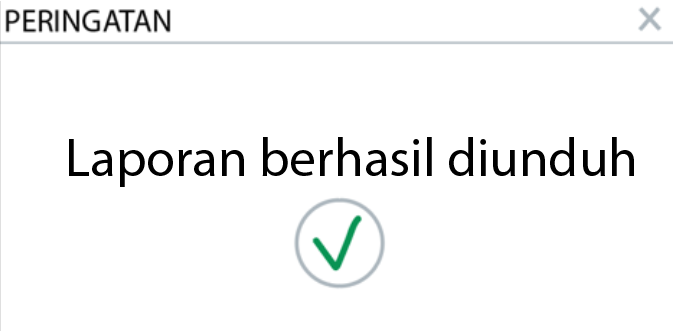 PERINGATAN
Laporan berhasil diunduh